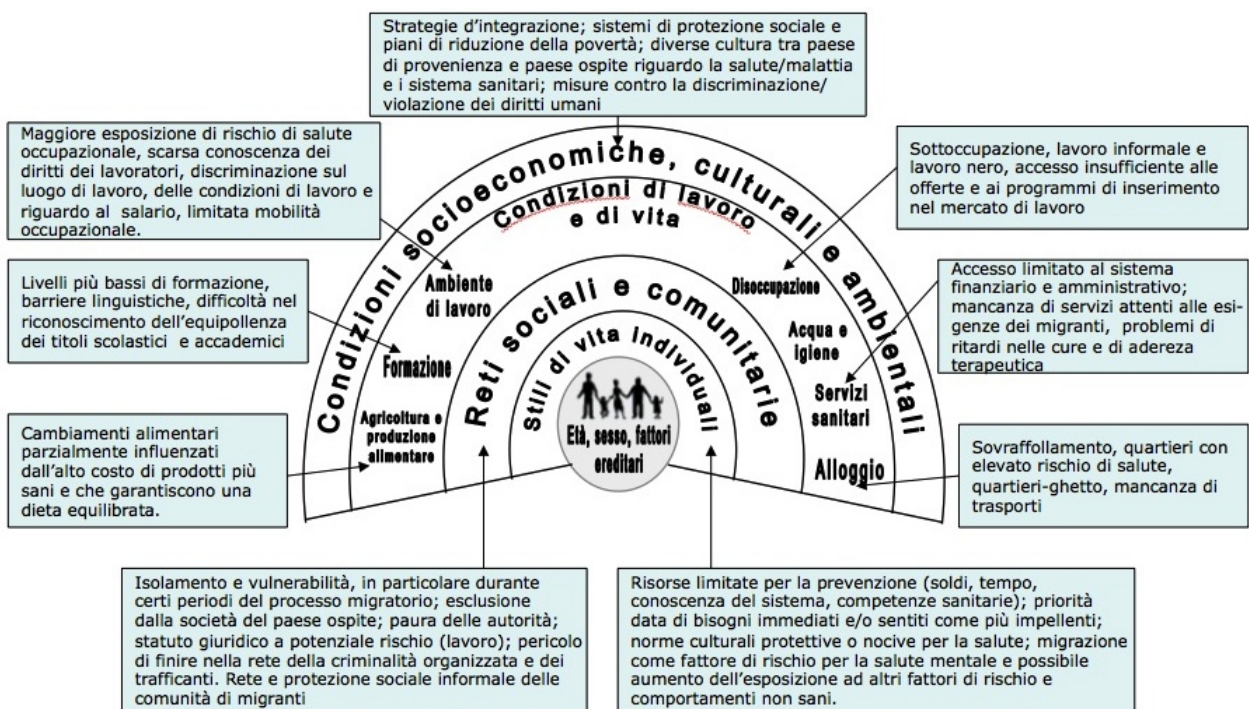 Strategie d'integrazione; sistemi di protezione sociale e
piani di riduzione della povertà; diverse cultura tra paese
di provenienza e paese ospite riguardo la salute/malattia
e i sistema sanitari; misure contro la discriminazione/
violazione dei diritti umani
Maggiore esposizione di rischio di salute
occupazionale, scarsa conoscenza dei
diritti dei lavoratori, discriminazione sul
luogo di lavoro, delle condizioni di lavoro e
riguardo al salario, limitata mobilità
occupazionale.
Sottoccupazione, lavoro informale e
lavoro nero, accesso insufficiente alle
offerte e ai programmi di inserimento
nel mercato di lavoro
Livelli più bassi di formazione,
barriere linguistiche, difficoltà nel
riconoscimento dell'equipollenza
dei titoli scolastici e accademici
Accesso limitato al sistema
finanziario e amministrativo;
mancanza di servizi attenti alle esi-
genze dei migranti, problemi di
ritardi nelle cure e di adereza
terapeutica
Cambiamenti alimentari
parzialmente influenzati
dall'alto costo di prodotti più
sani e che garantiscono una
dieta equilibrata.
Sovraffollamento, quartieri con
elevato rischio di salute,
quartieri-ghetto, mancanza di
trasporti
Condizioni socioeconomiche, culturali e ambientali
Condizioni di lavoro
e di vita
Ambiente
di lavoro
Formazione
Agricoltura e
produzione
alimentare
Disoccupazione
Acqua e
igiene
Servizi
sanitari
Alloggio
Reti sociali e comunitarie
Stili di vita individuali
Età, sesso, fattori
ereditari
Isolamento e vulnerabilità, in particolare durante
certi periodi del processo migratorio; esclusione
dalla società del paese ospite; paura delle autorità;
statuto giuridico a potenziale rischio (lavoro); pericolo
di finire nella rete della criminalità organizzata e dei
trafficanti. Rete e protezione sociale informale delle
comunità di migranti
Risorse limitate per la prevenzione (soldi, tempo,
conoscenza del sistema, competenze sanitarie); priorità
data di bisogni immediati e/o sentiti come più impellenti;
norme culturali protettive o nocive per la salute; migrazione
come fattore di rischio per la salute mentale e possibile
aumento dell'esposizione ad altri fattori di rischio e
comportamenti non sani.